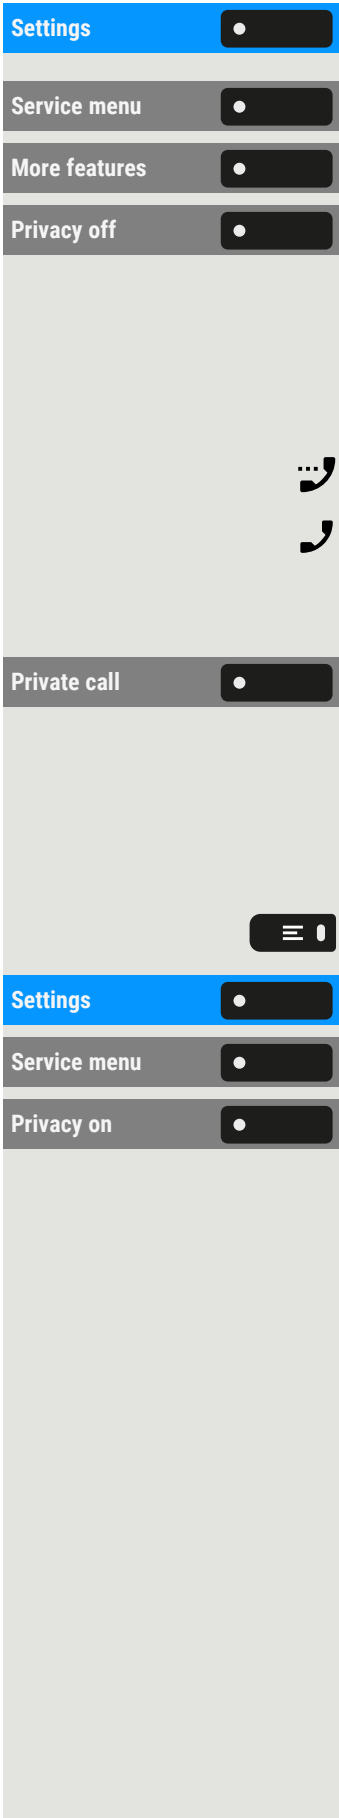 Settings
Service menu
More features
Privacy off
Private call
Settings
Service menu
Privacy on